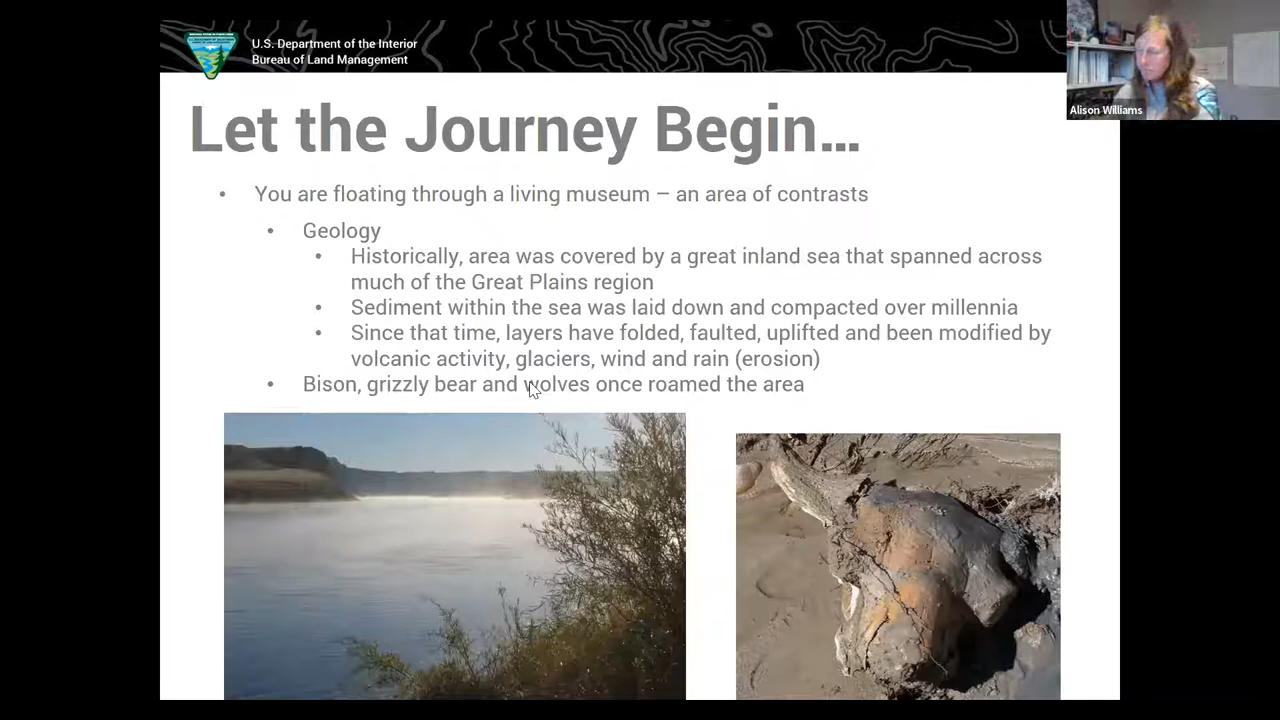 U.S. Department of the Interior
Bureau of Land Management
Alison Williams
Let the Journey Begin...
• You are floating through a living museum – an area of contrasts
• Geology
• Historically, area was covered by a great inland sea that spanned across
much of the Great Plains region
• Sediment within the sea was laid down and compacted over millennia
• Since that time, layers have folded, faulted, uplifted and been modified by
volcanic activity, glaciers, wind and rain (erosion)
• Bison, grizzly bear and wolves once roamed the area